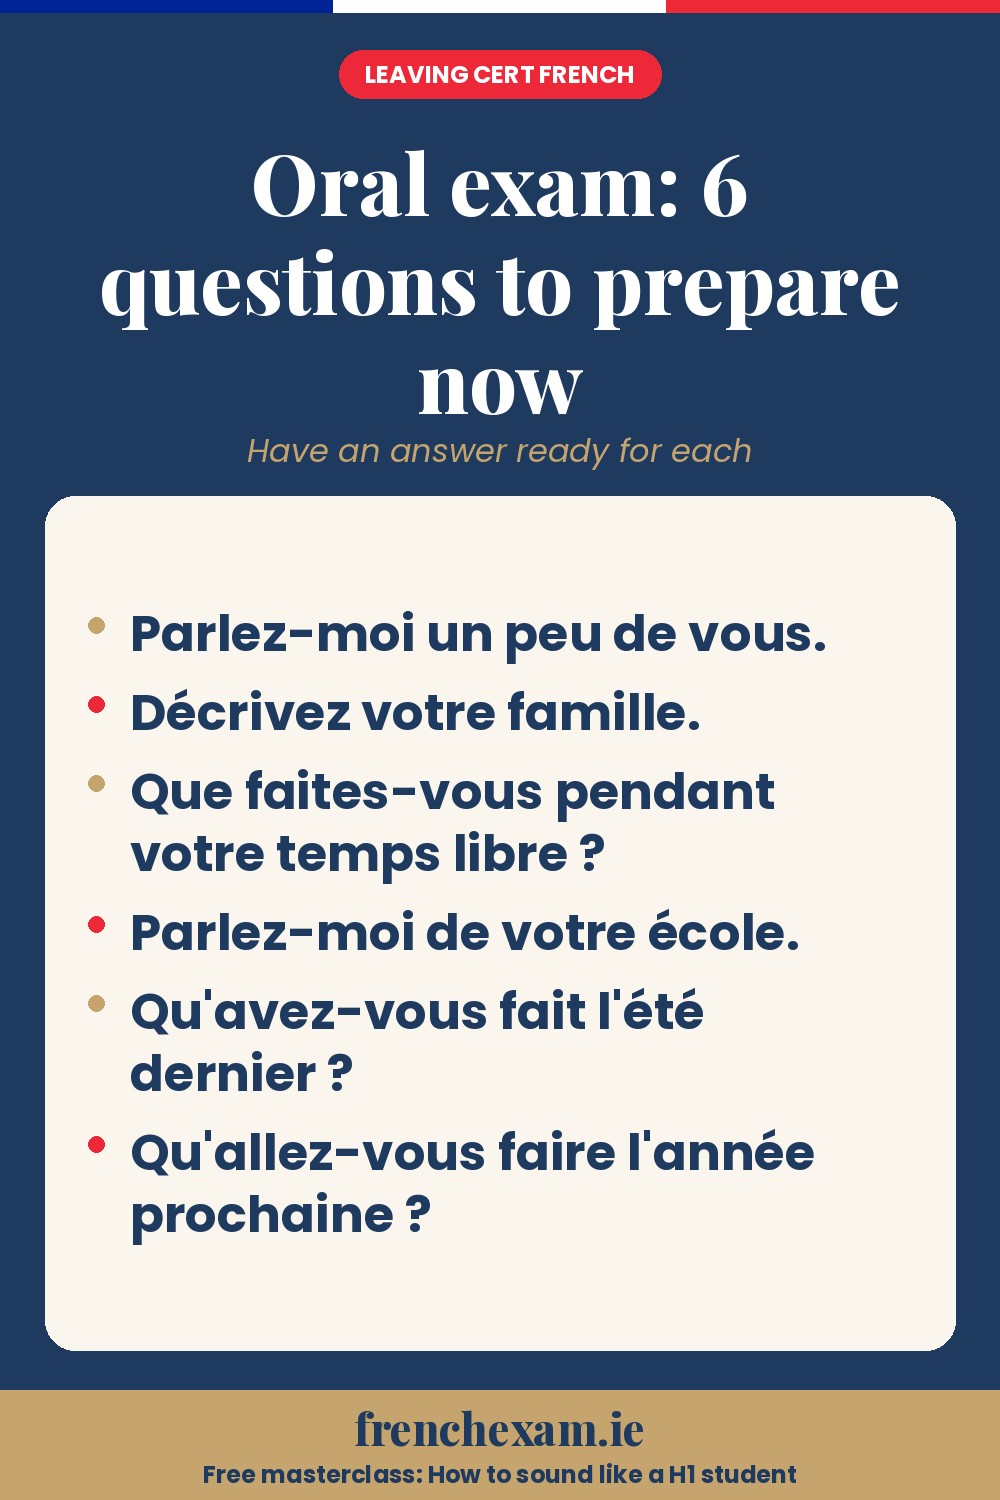 LEAVING CERT FRENCH
Oral exam: 6
questions to prepare
now
Have an answer ready for each
Parlez-moi un peu de vous.
Décrivez votre famille.
Que faites-vous pendant
votre temps libre ?
Parlez-moi de votre école.
Qu'avez-vous fait l'été
dernier ?
Qu'allez-vous faire l'année
prochaine ?
frenchexam.ie
Free masterclass: How to sound like a H1 student